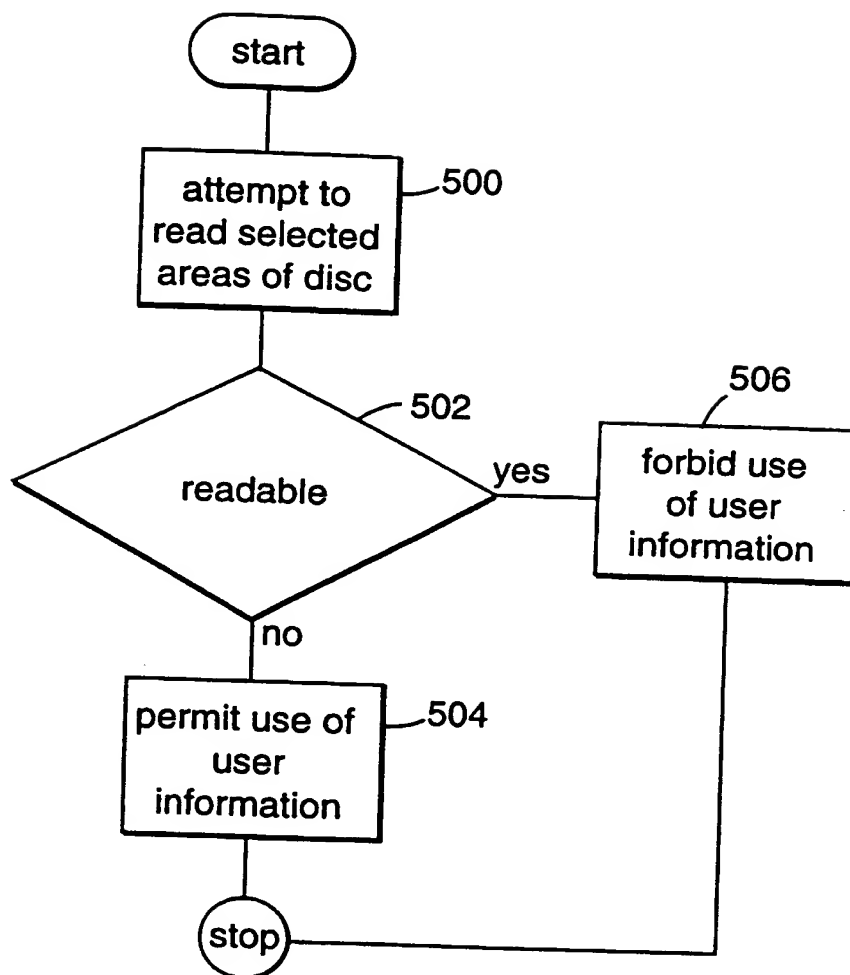 start
attempt to
read selected
areas of disc
500
502
readable
yes
506
forbid use
of user
information
no
permit use of
user
information
504
stop